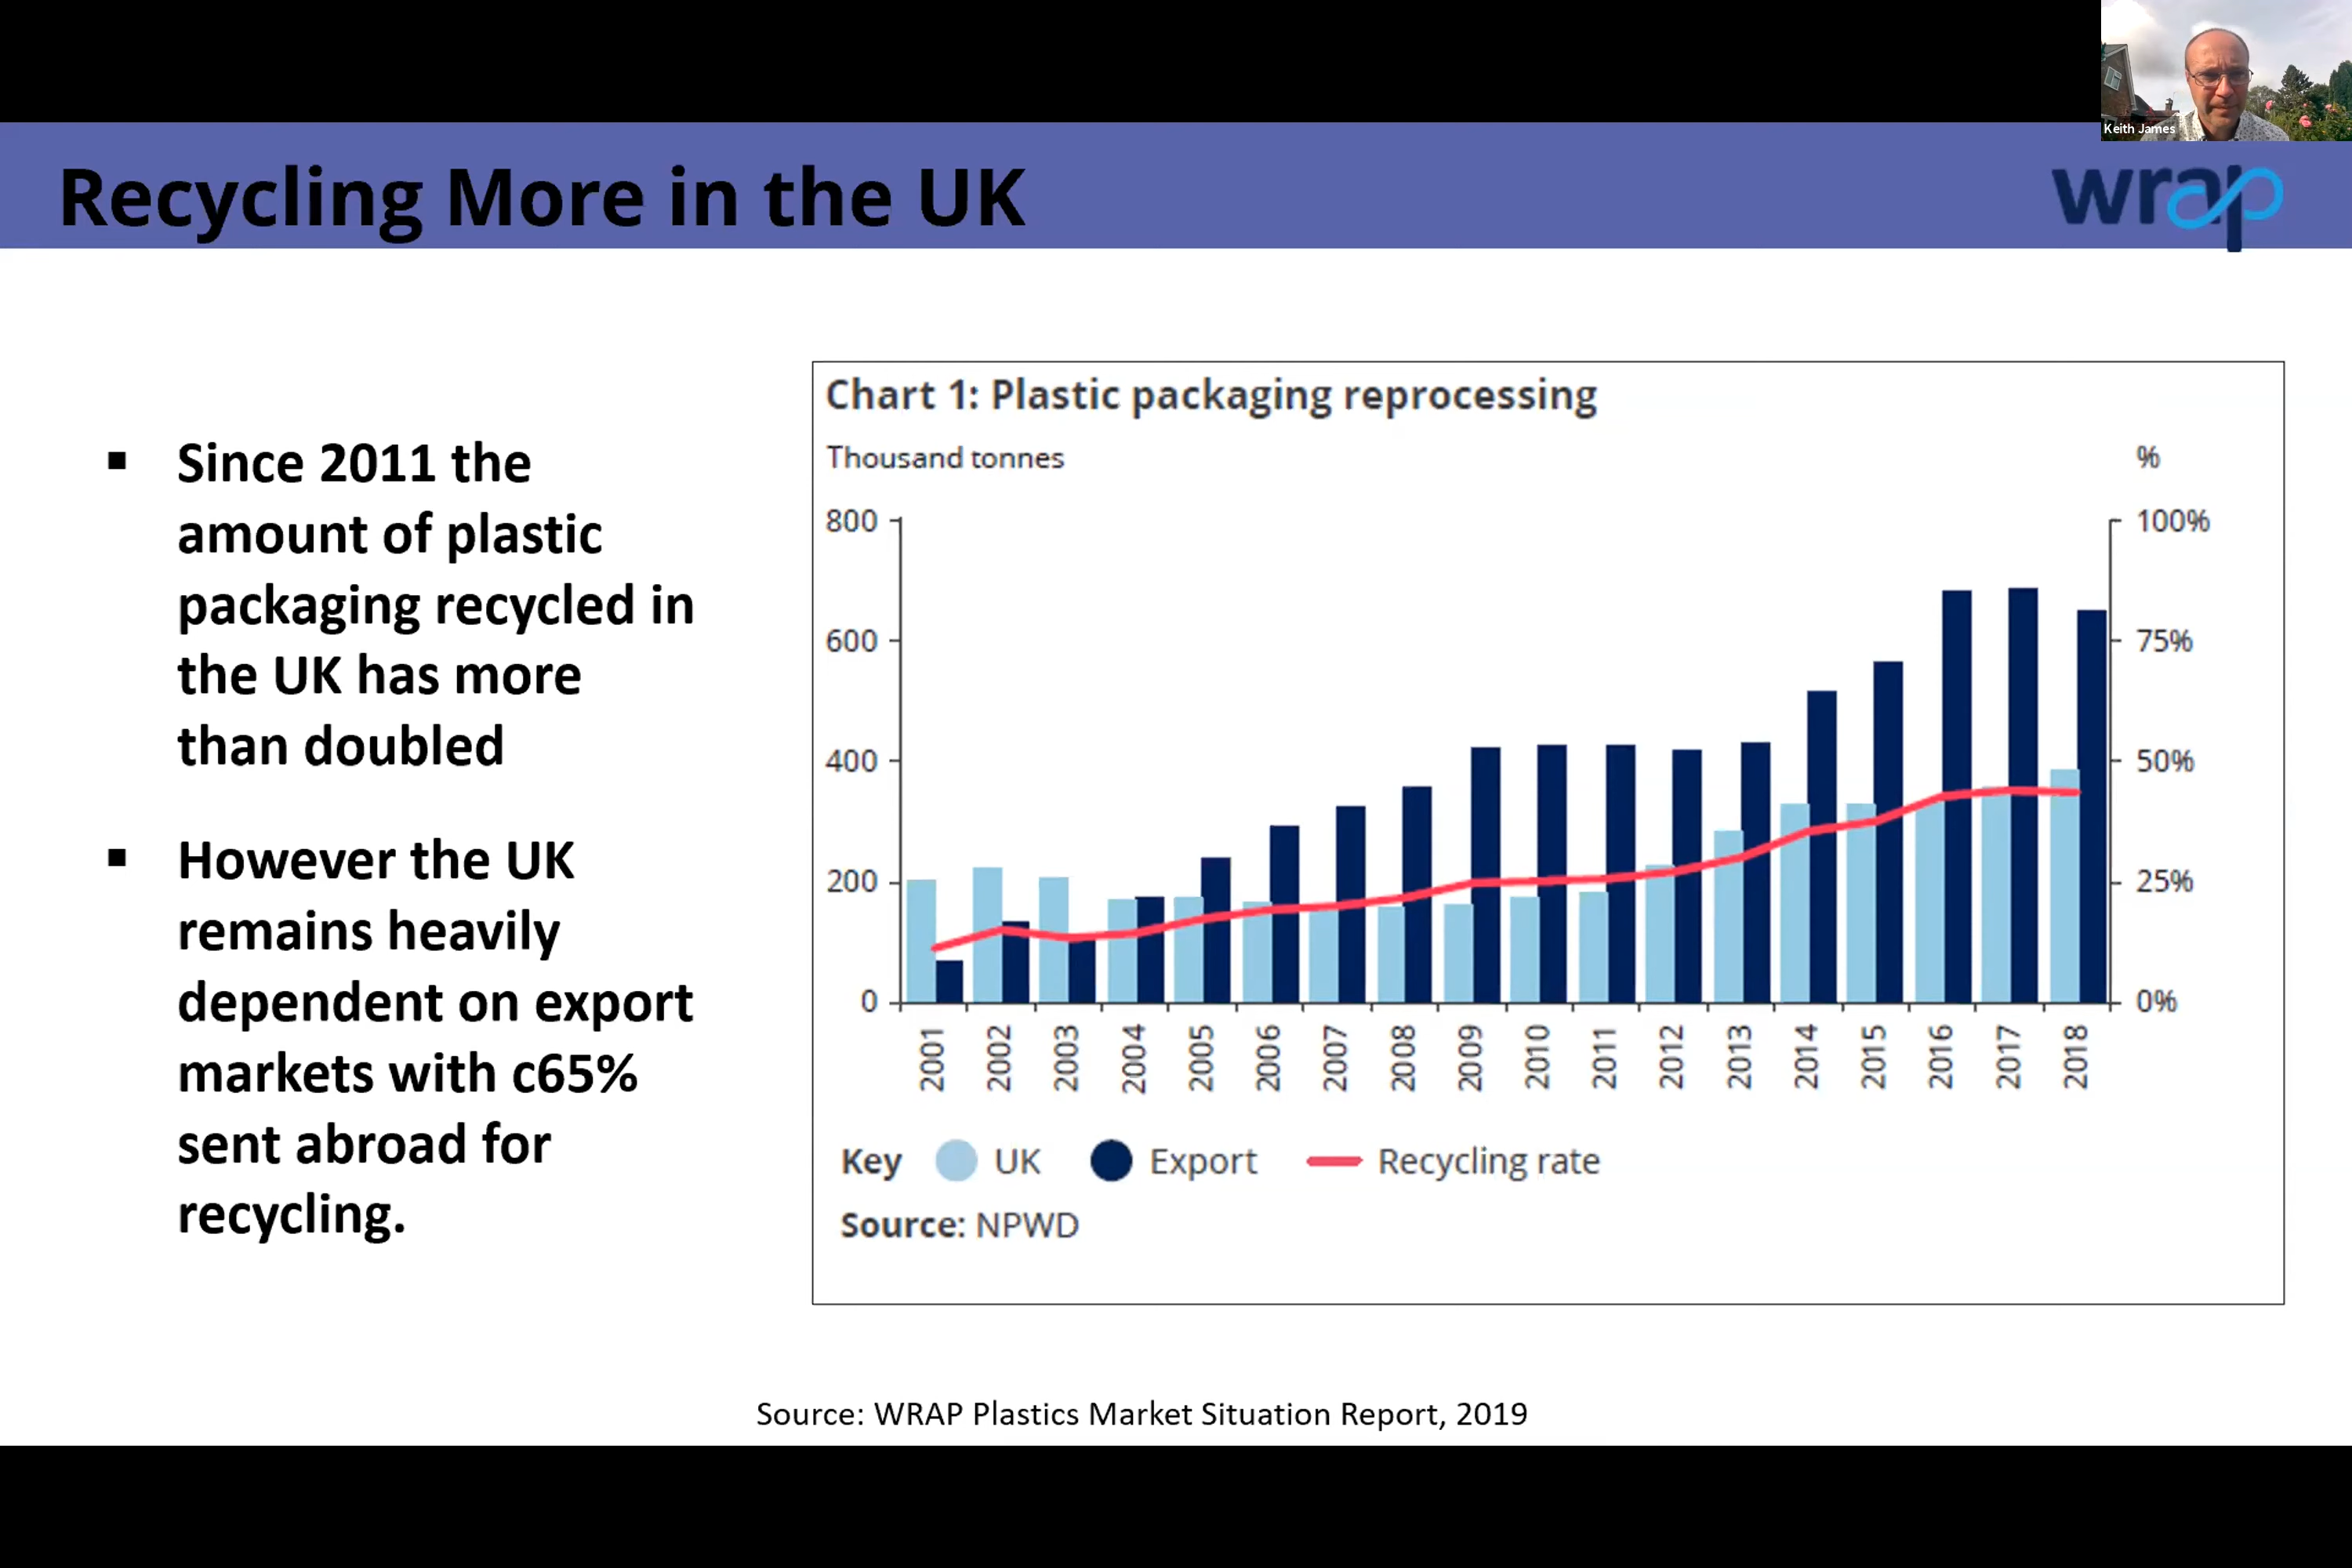 Keith James
Recycling More in the UK
wrap
▪ Since 2011 the
amount of plastic
packaging recycled in
the UK has more
than doubled
▪ However the UK
remains heavily
dependent on export
markets with c65%
sent abroad for
recycling.
Chart 1: Plastic packaging reprocessing
Thousand tonnes
%
800
600
400
200
0
100%
75%
50%
25%
0%
2001
2002
2003
2004
2005
2006
2007
2008
2009
2010
2011
2012
2013
2014
2015
2016
2017
2018
Key UK Export Recycling rate
Source: NPWD
Source: WRAP Plastics Market Situation Report, 2019